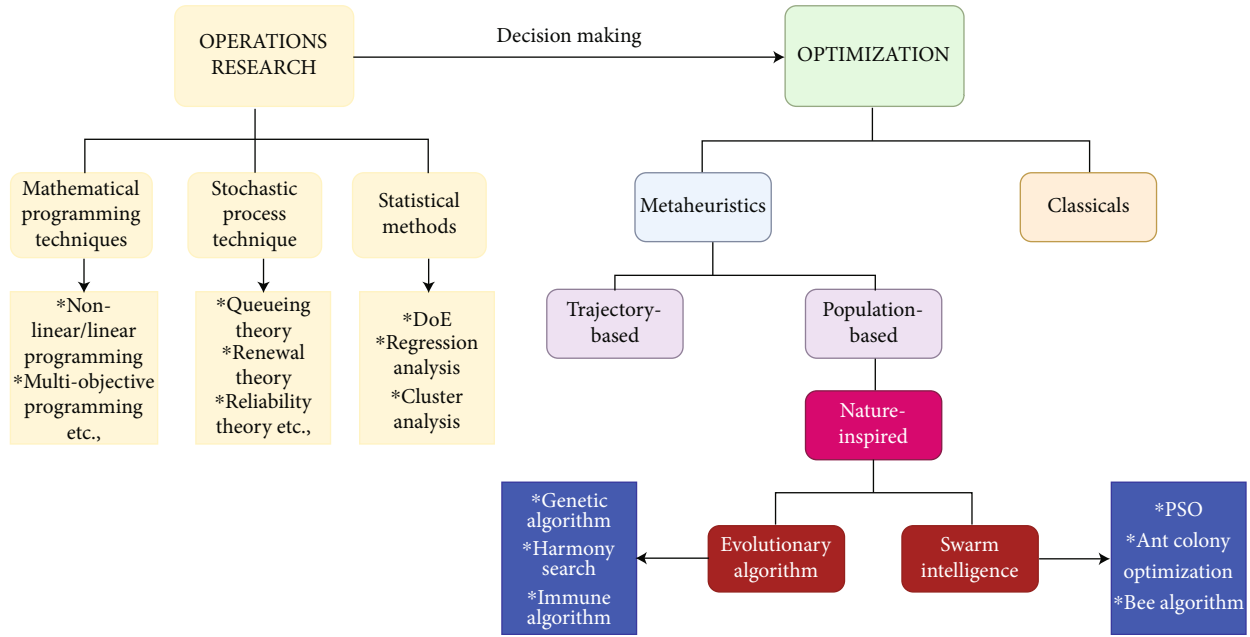 OPERATIONS
RESEARCH
Decision making
OPTIMIZATION
Mathematical
programming
techniques
Stochastic
process
technique
Statistical
methods
Metaheuristics
Classicals
*Non-
linear/linear
programming
*Multi-objective
programming
etc.,
*Queueing
theory
*Renewal
theory
*Reliability
theory etc.,
*DoE
*Regression
analysis
*Cluster
analysis
Trajectory-
based
Population-
based
Nature-
inspired
*Genetic
algorithm
*Harmony
search
*Immune
algorithm
Evolutionary
algorithm
Swarm
intelligence
*PSO
*Ant colony
optimization
*Bee algorithm